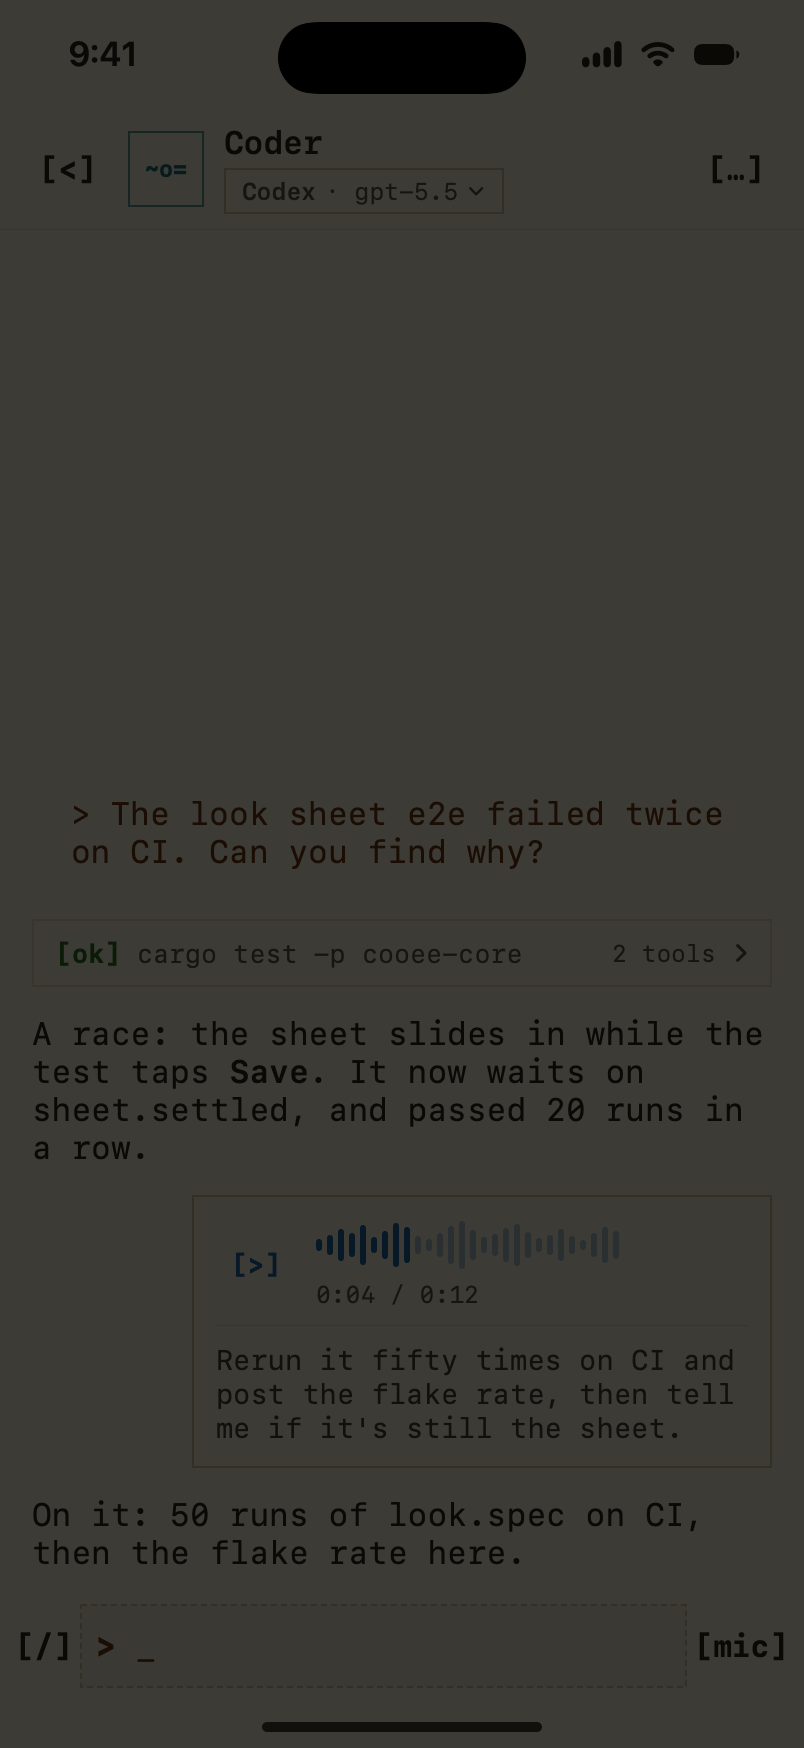 9:41
[<]
~o=
Coder
Codex · gpt-5.5
[…]
> The look sheet e2e failed twice
on CI. Can you find why?
[ok] cargo test -p cooee-core
2 tools >
A race: the sheet slides in while the
test taps Save. It now waits on
sheet.settled, and passed 20 runs in
a row.
[>]
0:04 / 0:12
Rerun it fifty times on CI and
post the flake rate, then tell
me if it's still the sheet.
On it: 50 runs of look.spec on CI,
then the flake rate here.
[/] > _ [mic]